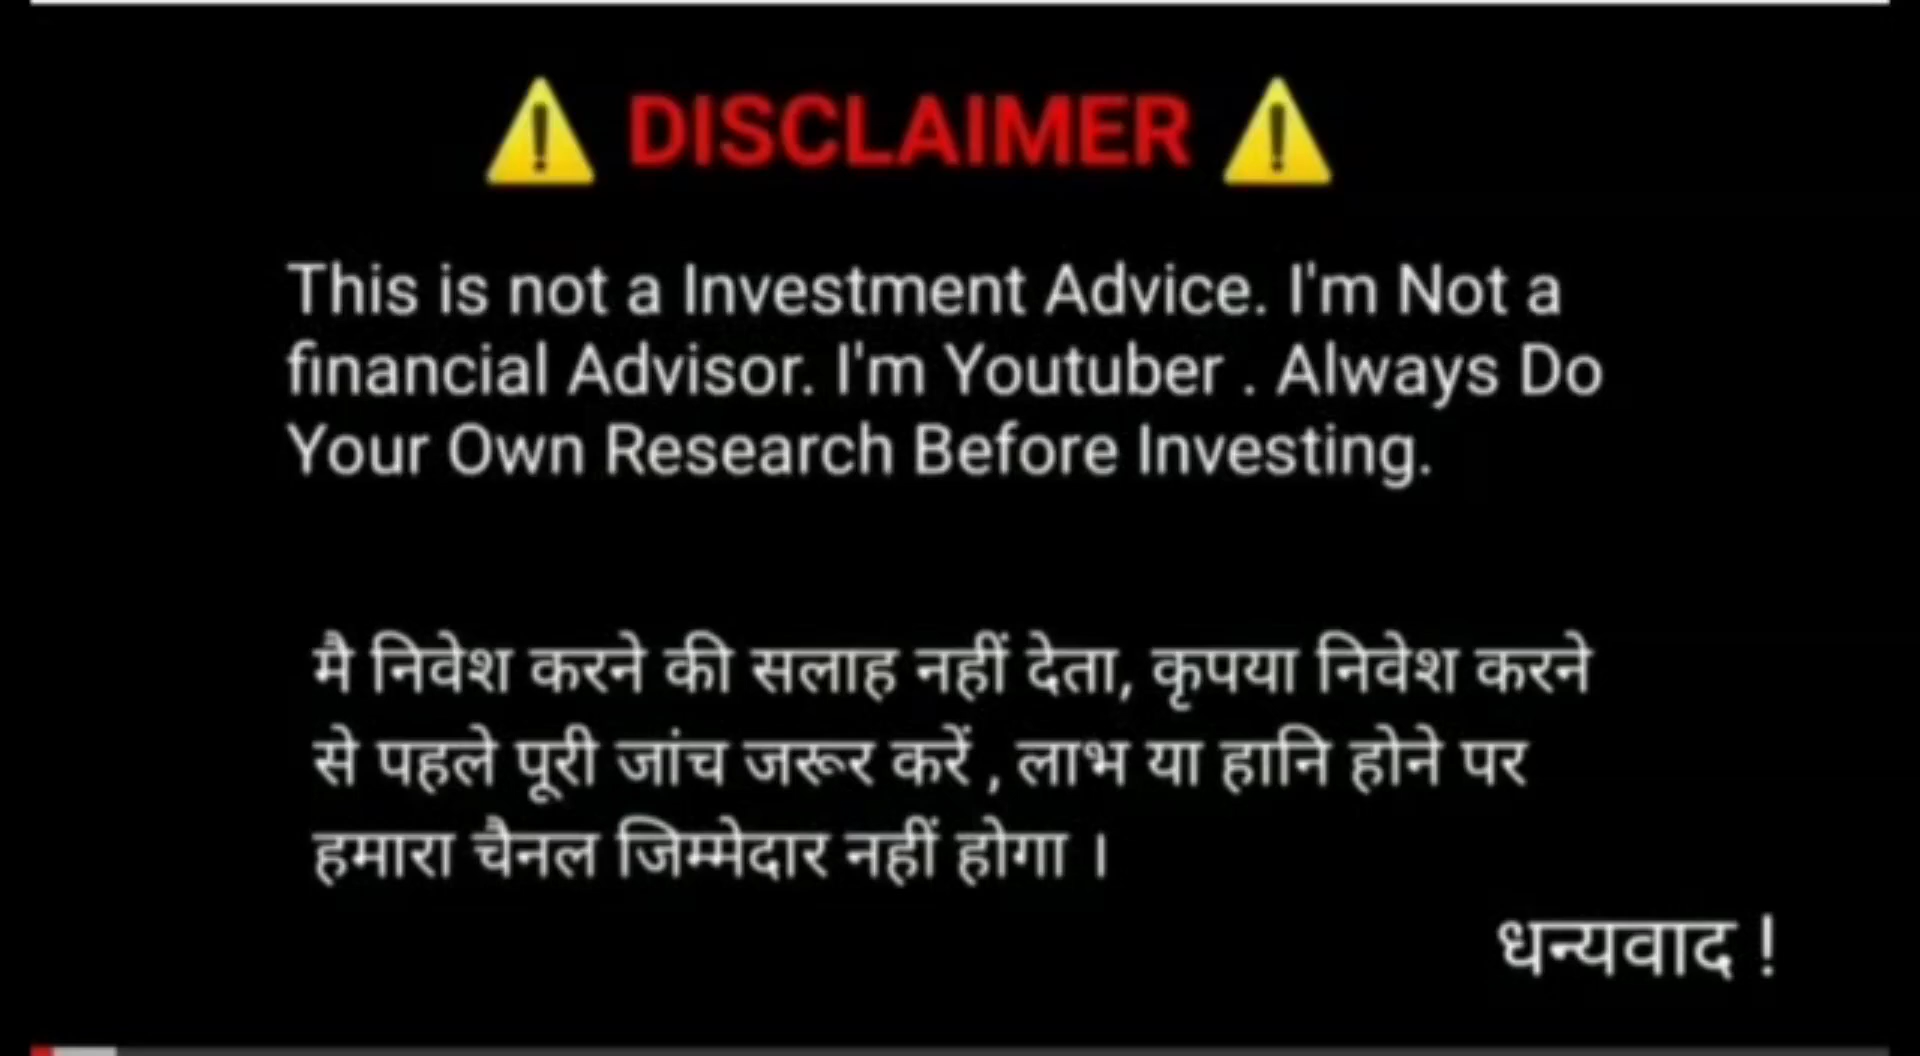 ⚠️ DISCLAIMER ⚠️
This is not a Investment Advice. I'm Not a
financial Advisor. I'm Youtuber . Always Do
Your Own Research Before Investing.
मै निवेश करने की सलाह नहीं देता, कृपया निवेश करने
से पहले पूरी जांच जरूर करें , लाभ या हानि होने पर
हमारा चैनल जिम्मेदार नहीं होगा ।
धन्यवाद !